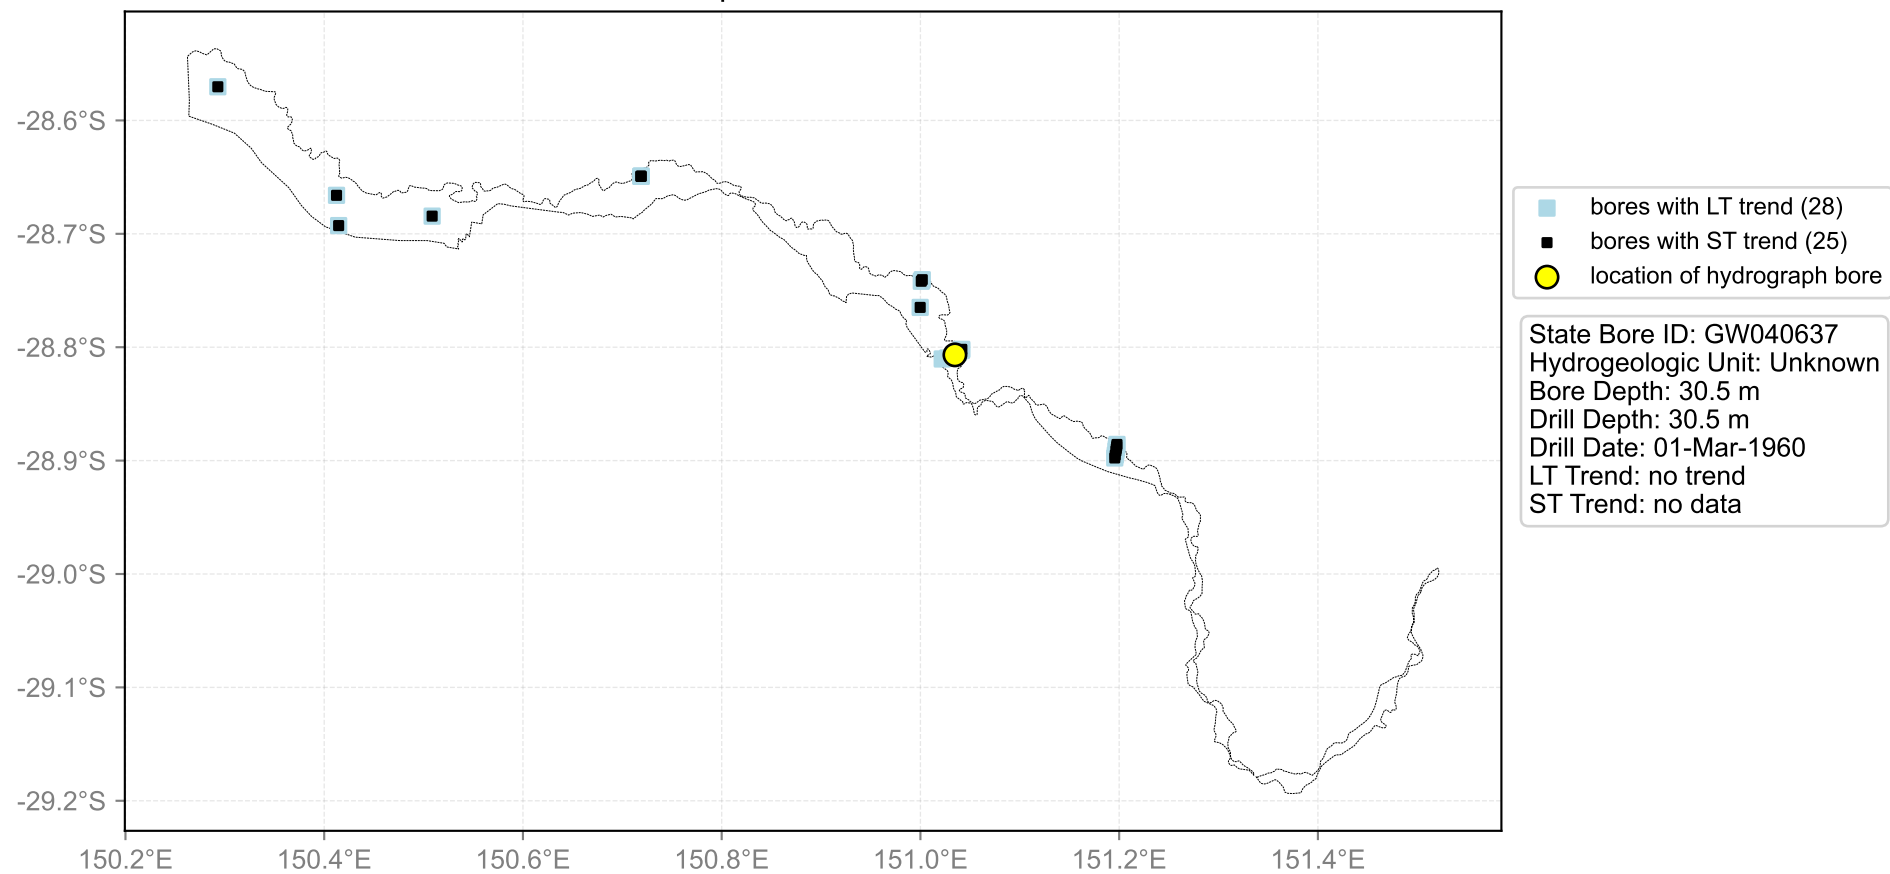 -28.6°S
-28.7°S
-28.8°S
-28.9°S
-29.0°S
-29.1°S
-29.2°S
150.2°E
150.4°E
150.6°E
150.8°E
151.0°E
151.2°E
151.4°E
bores with LT trend (28)
bores with ST trend (25)
location of hydrograph bore
State Bore ID: GW040637
Hydrogeologic Unit: Unknown
Bore Depth: 30.5 m
Drill Depth: 30.5 m
Drill Date: 01-Mar-1960
LT Trend: no trend
ST Trend: no data